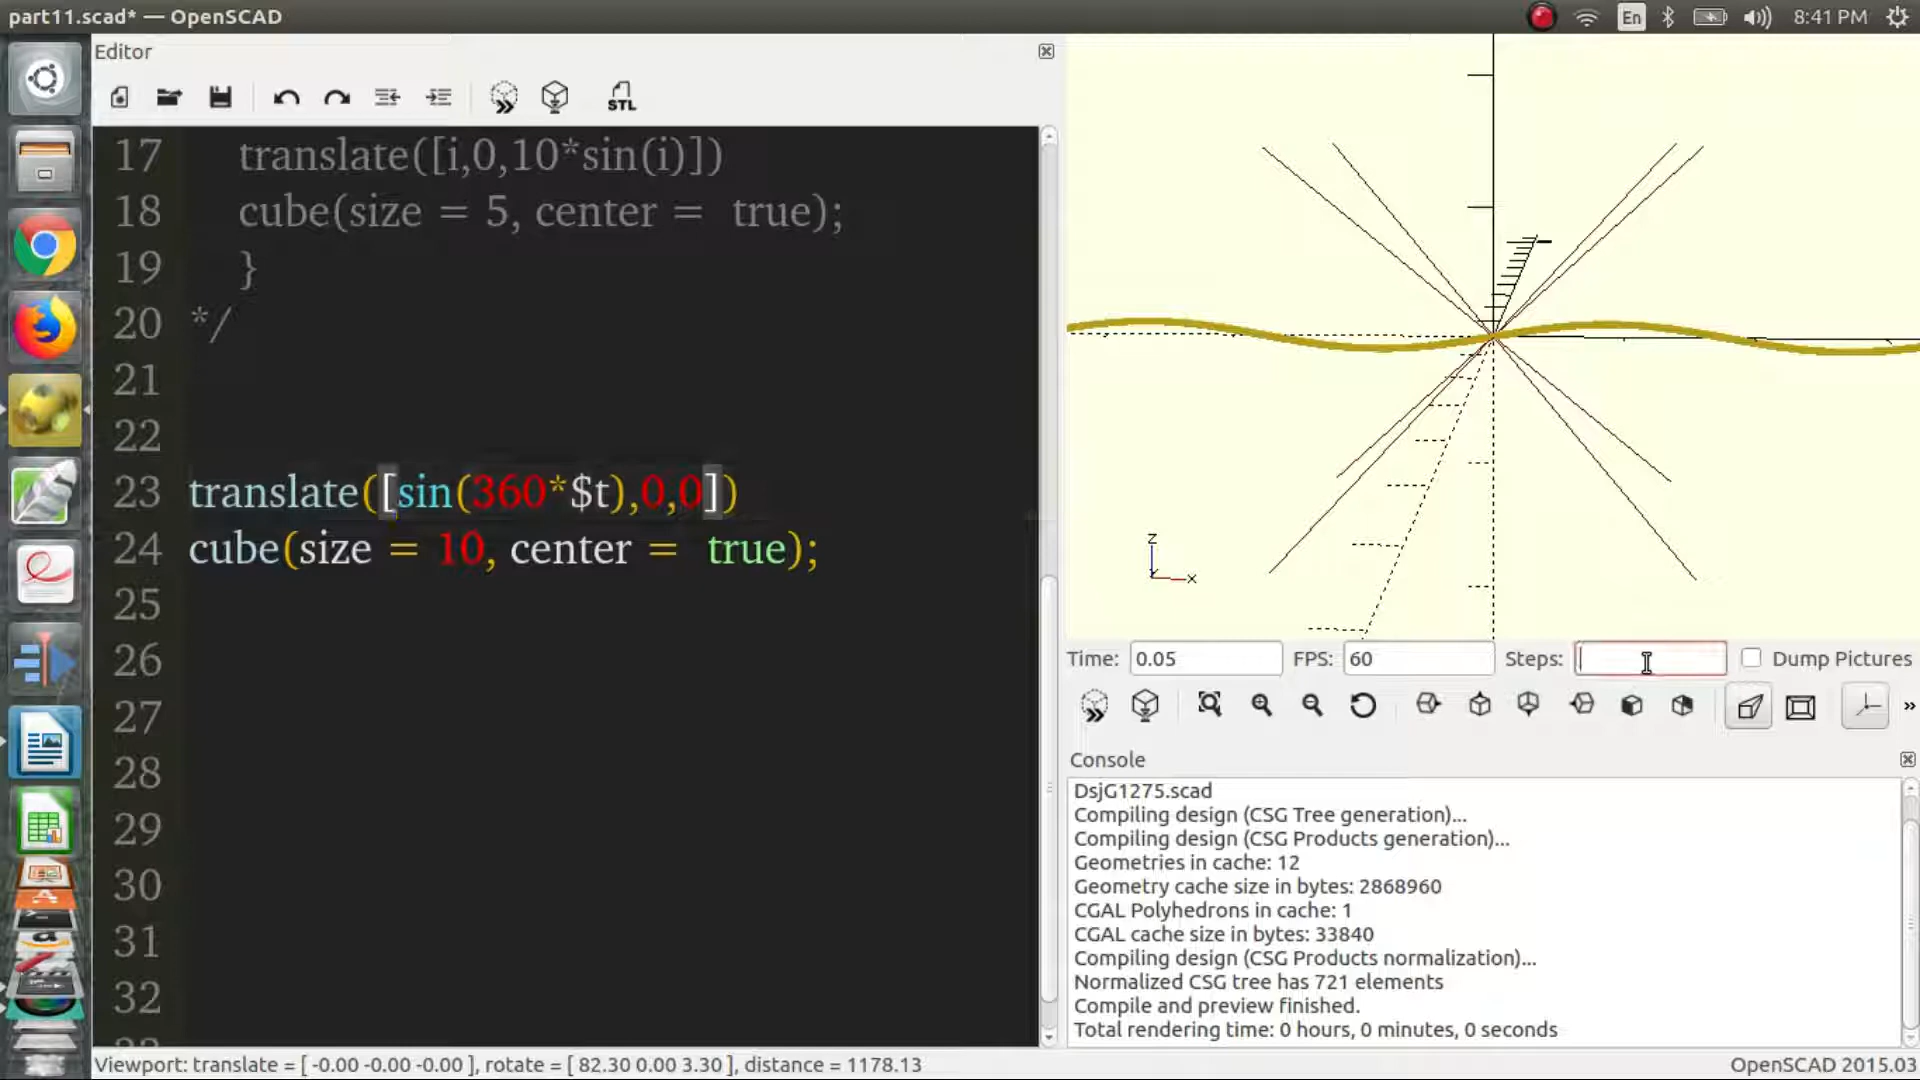 part11.scad* — OpenSCAD
En
8:41 PM
Editor
STL
17 translate([i,0,10*sin(i)])
18 cube(size = 5, center =  true);
19 }
20 */
21
22
23 translate([sin(360*$t),0,0])
24 cube(size = 10, center =  true);
25
26
27
28
29
30
31
32
Z
X
Time: 0.05 FPS: 60 Steps: Dump Pictures
»
Console
DsjG1275.scad
Compiling design (CSG Tree generation)...
Compiling design (CSG Products generation)...
Geometries in cache: 12
Geometry cache size in bytes: 2868960
CGAL Polyhedrons in cache: 1
CGAL cache size in bytes: 33840
Compiling design (CSG Products normalization)...
Normalized CSG tree has 721 elements
Compile and preview finished.
Total rendering time: 0 hours, 0 minutes, 0 seconds
Viewport: translate = [ -0.00 -0.00 -0.00 ], rotate = [ 82.30 0.00 3.30 ], distance = 1178.13
OpenSCAD 2015.03